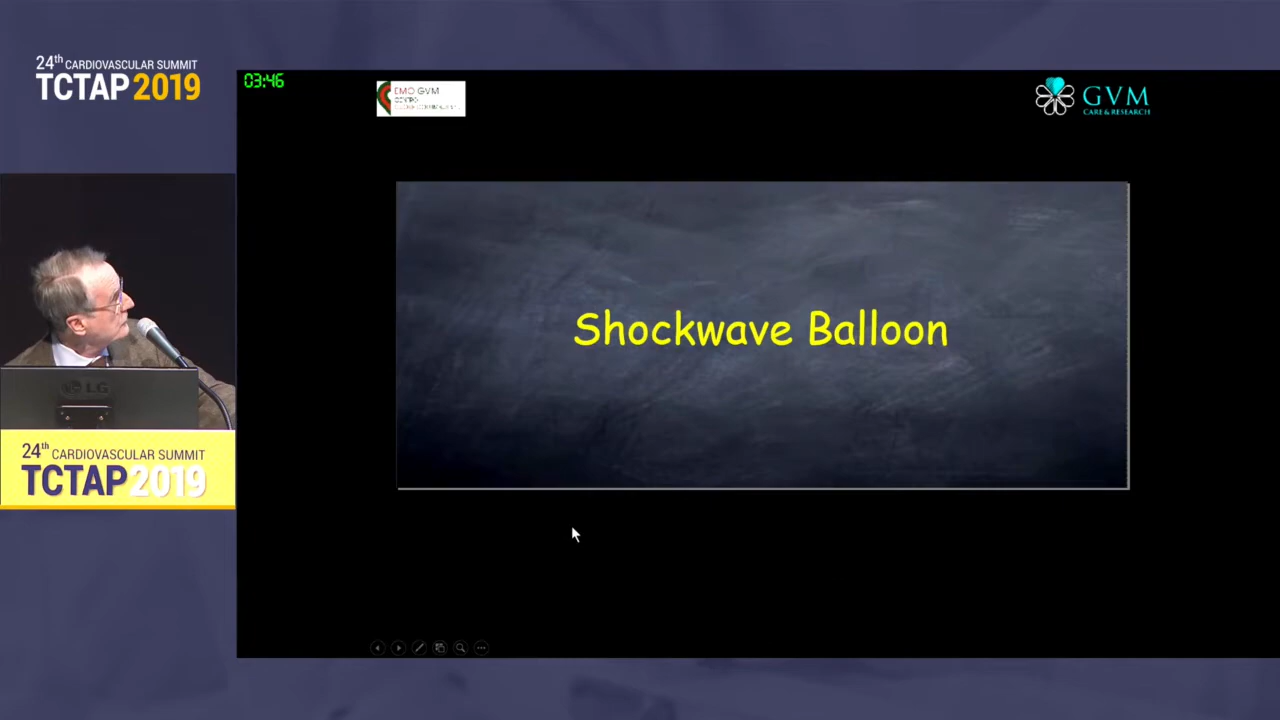 24th CARDIOVASCULAR SUMMIT
TCTAP 2019
03:46
EMO GVM
CENTRO
GVM
CARE & RESEARCH
Shockwave Balloon
LG
24th CARDIOVASCULAR SUMMIT
TCTAP 2019